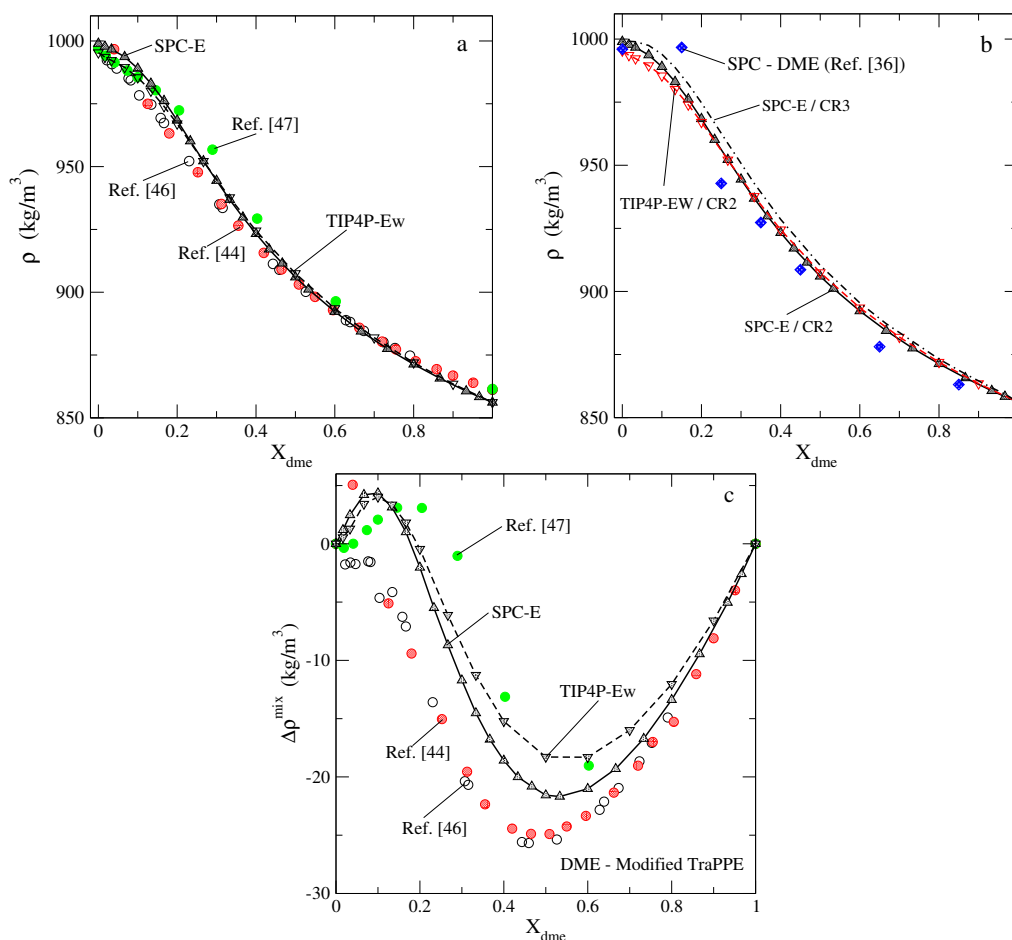 a
SPC-E
Ref. [47]
Ref. [46]
TIP4P-Ew
Ref. [44]
1000
950
900
850
ρ (kg/m³)
0 0.2 0.4 0.6 0.8
X_dme
b
SPC - DME (Ref. [36])
SPC-E / CR3
TIP4P-EW / CR2
SPC-E / CR2
1000
950
900
850
ρ (kg/m³)
0 0.2 0.4 0.6 0.8
X_dme
c
Ref. [47]
SPC-E
TIP4P-Ew
Ref. [44]
Ref. [46]
DME - Modified TraPPE
0
-10
-20
-30
Δρ^mix (kg/m³)
0 0.2 0.4 0.6 0.8 1
X_dme